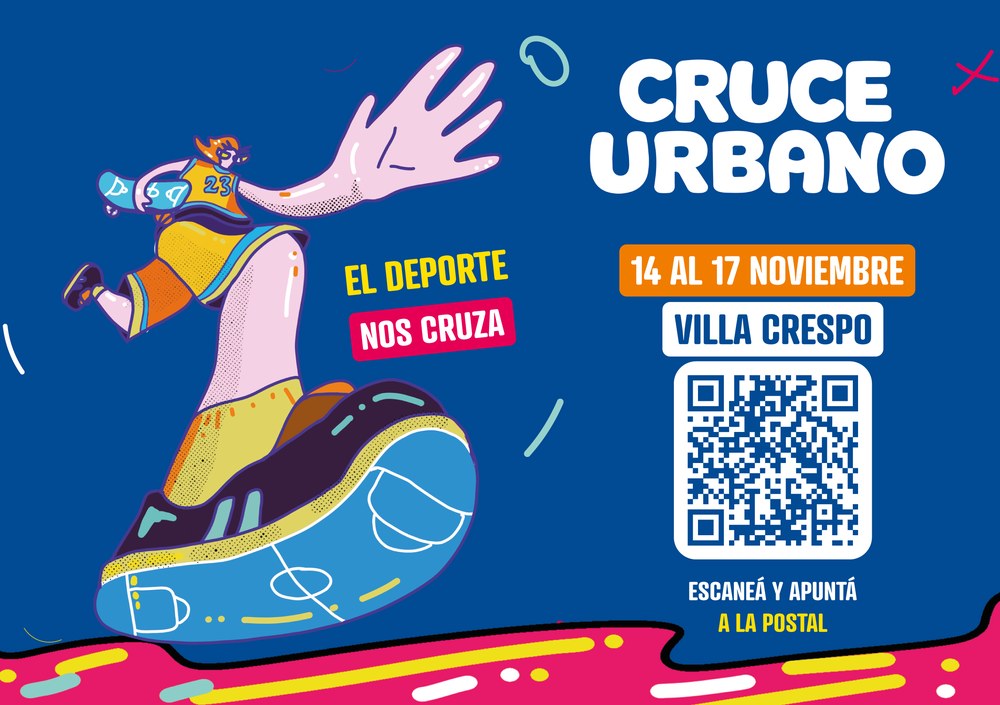 CRUCE
URBANO
23
EL DEPORTE
NOS CRUZA
14 AL 17 NOVIEMBRE
VILLA CRESPO
ESCANEÁ Y APUNTÁ
A LA POSTAL